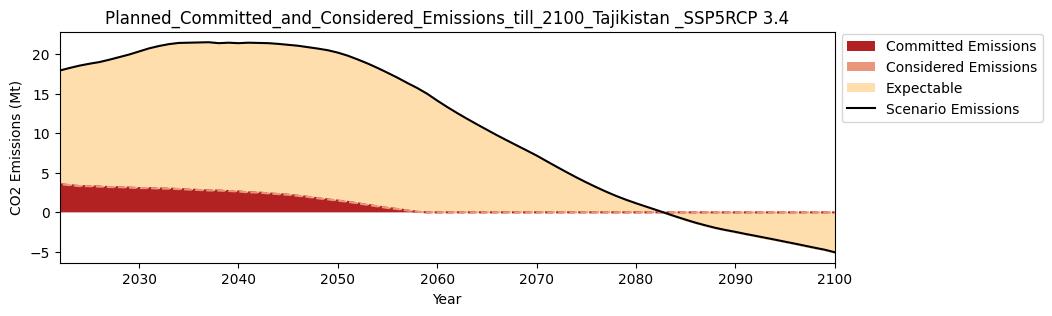 Planned_Committed_and_Considered_Emissions_till_2100_Tajikistan _SSP5RCP 3.4
Committed Emissions
Considered Emissions
Expectable
Scenario Emissions
CO2 Emissions (Mt)
20
15
10
5
0
−5
2030 2040 2050 2060 2070 2080 2090 2100
Year